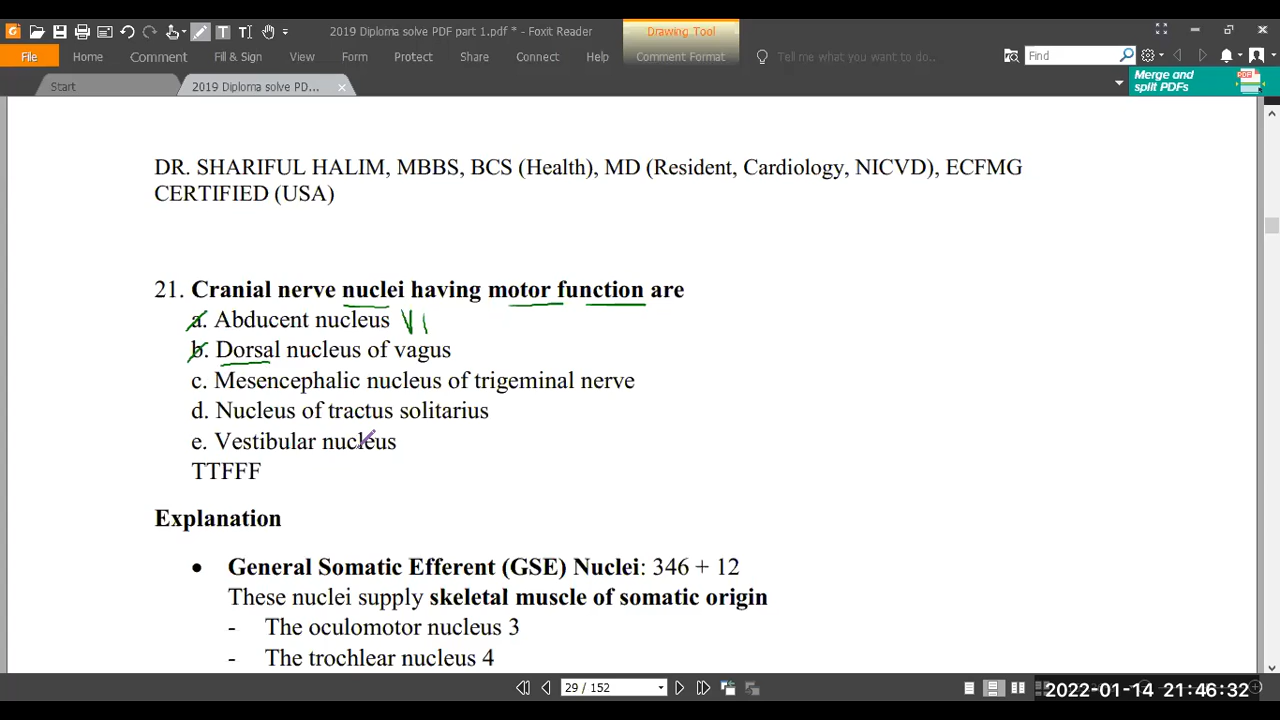 2019 Diploma solve PDF part 1.pdf * - Foxit Reader
Drawing Tool
File Home Comment Fill & Sign View Form Protect Share Connect Help Comment Format Tell me what you want to do.. Find
Start 2019 Diploma solve PD...
Merge and
split PDFs
DR. SHARIFUL HALIM, MBBS, BCS (Health), MD (Resident, Cardiology, NICVD), ECFMG
CERTIFIED (USA)
21. Cranial nerve nuclei having motor function are
a. Abducent nucleus VI
b. Dorsal nucleus of vagus
c. Mesencephalic nucleus of trigeminal nerve
d. Nucleus of tractus solitarius
e. Vestibular nucleus
TTFFF
Explanation
• General Somatic Efferent (GSE) Nuclei: 346 + 12
These nuclei supply skeletal muscle of somatic origin
- The oculomotor nucleus 3
- The trochlear nucleus 4
29 / 152
2022-01-14 21:46:32